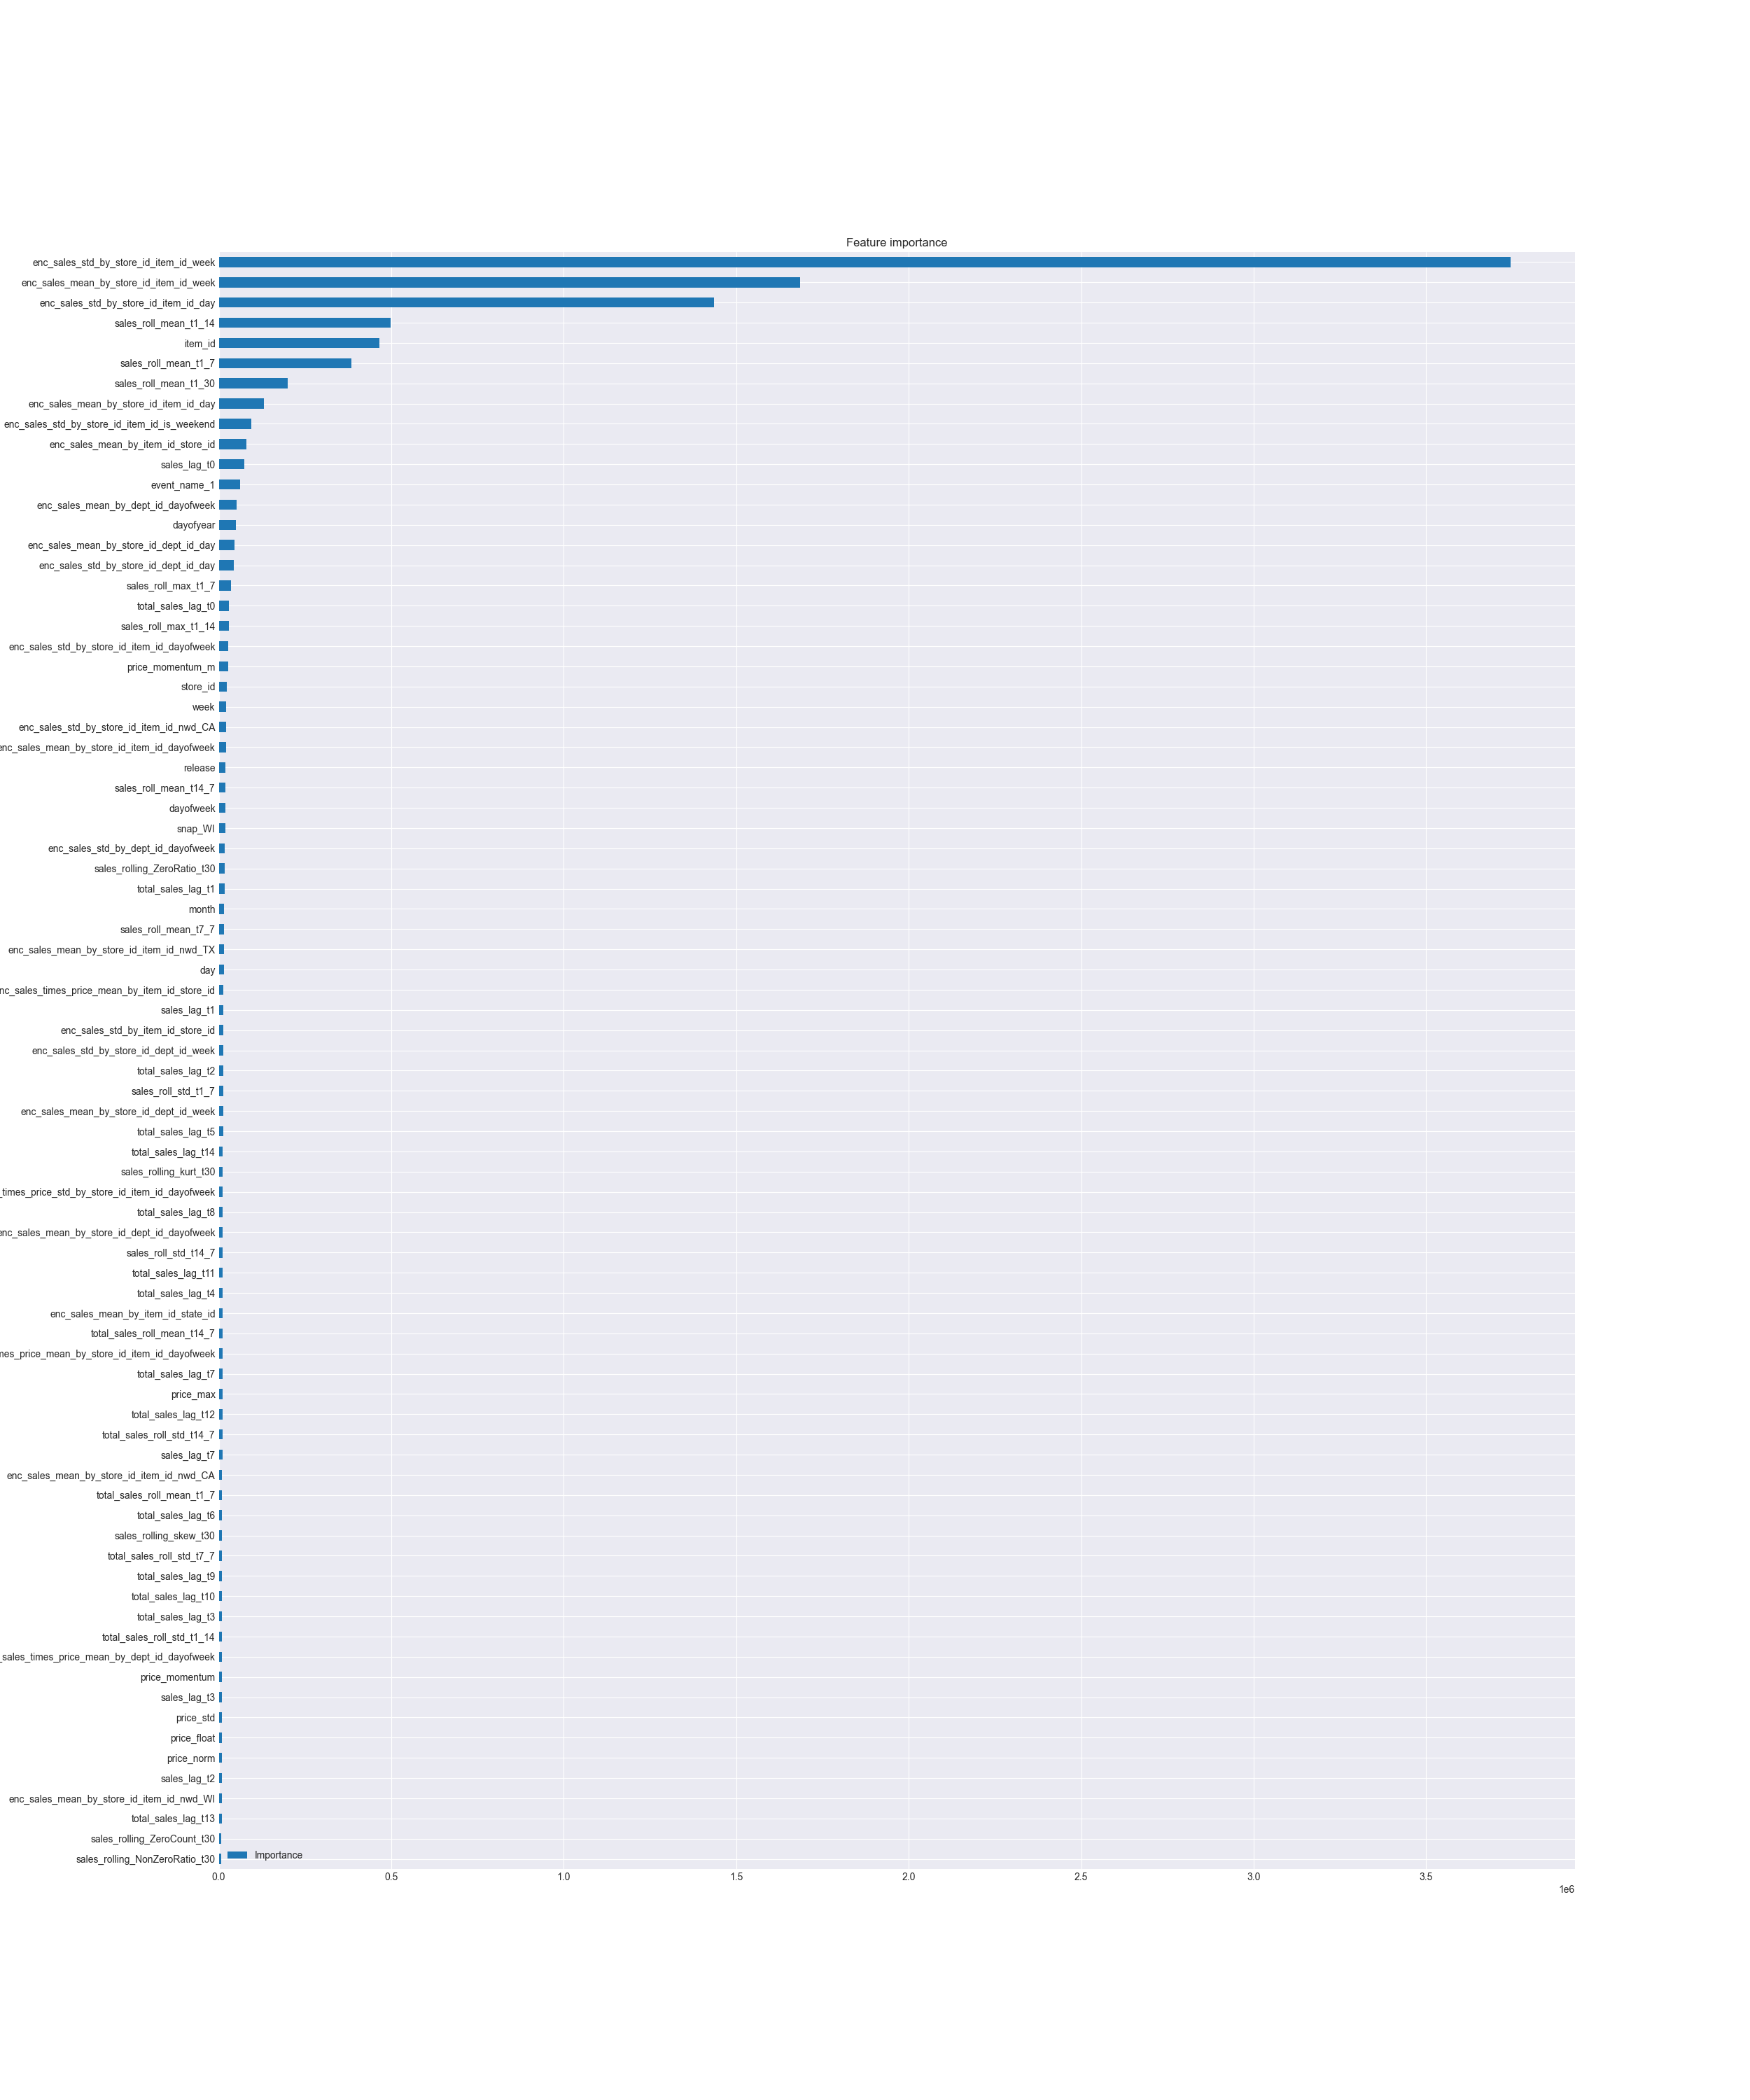 Feature importance
enc_sales_std_by_store_id_item_id_week
enc_sales_mean_by_store_id_item_id_week
enc_sales_std_by_store_id_item_id_day
sales_roll_mean_t1_14
item_id
sales_roll_mean_t1_7
sales_roll_mean_t1_30
enc_sales_mean_by_store_id_item_id_day
enc_sales_std_by_store_id_item_id_is_weekend
enc_sales_mean_by_item_id_store_id
sales_lag_t0
event_name_1
enc_sales_mean_by_dept_id_dayofweek
dayofyear
enc_sales_mean_by_store_id_dept_id_day
enc_sales_std_by_store_id_dept_id_day
sales_roll_max_t1_7
total_sales_lag_t0
sales_roll_max_t1_14
enc_sales_std_by_store_id_item_id_dayofweek
price_momentum_m
store_id
week
enc_sales_std_by_store_id_item_id_nwd_CA
enc_sales_mean_by_store_id_item_id_dayofweek
release
sales_roll_mean_t14_7
dayofweek
snap_WI
enc_sales_std_by_dept_id_dayofweek
sales_rolling_ZeroRatio_t30
total_sales_lag_t1
month
sales_roll_mean_t7_7
enc_sales_mean_by_store_id_item_id_nwd_TX
day
nc_sales_times_price_mean_by_item_id_store_id
sales_lag_t1
enc_sales_std_by_item_id_store_id
enc_sales_std_by_store_id_dept_id_week
total_sales_lag_t2
sales_roll_std_t1_7
enc_sales_mean_by_store_id_dept_id_week
total_sales_lag_t5
total_sales_lag_t14
sales_rolling_kurt_t30
_times_price_std_by_store_id_item_id_dayofweek
total_sales_lag_t8
enc_sales_mean_by_store_id_dept_id_dayofweek
sales_roll_std_t14_7
total_sales_lag_t11
total_sales_lag_t4
enc_sales_mean_by_item_id_state_id
total_sales_roll_mean_t14_7
mes_price_mean_by_store_id_item_id_dayofweek
total_sales_lag_t7
price_max
total_sales_lag_t12
total_sales_roll_std_t14_7
sales_lag_t7
enc_sales_mean_by_store_id_item_id_nwd_CA
total_sales_roll_mean_t1_7
total_sales_lag_t6
sales_rolling_skew_t30
total_sales_roll_std_t7_7
total_sales_lag_t9
total_sales_lag_t10
total_sales_lag_t3
total_sales_roll_std_t1_14
_sales_times_price_mean_by_dept_id_dayofweek
price_momentum
sales_lag_t3
price_std
price_float
price_norm
sales_lag_t2
enc_sales_mean_by_store_id_item_id_nwd_WI
total_sales_lag_t13
sales_rolling_ZeroCount_t30
sales_rolling_NonZeroRatio_t30
Importance
0.0 0.5 1.0 1.5 2.0 2.5 3.0 3.5
1e6